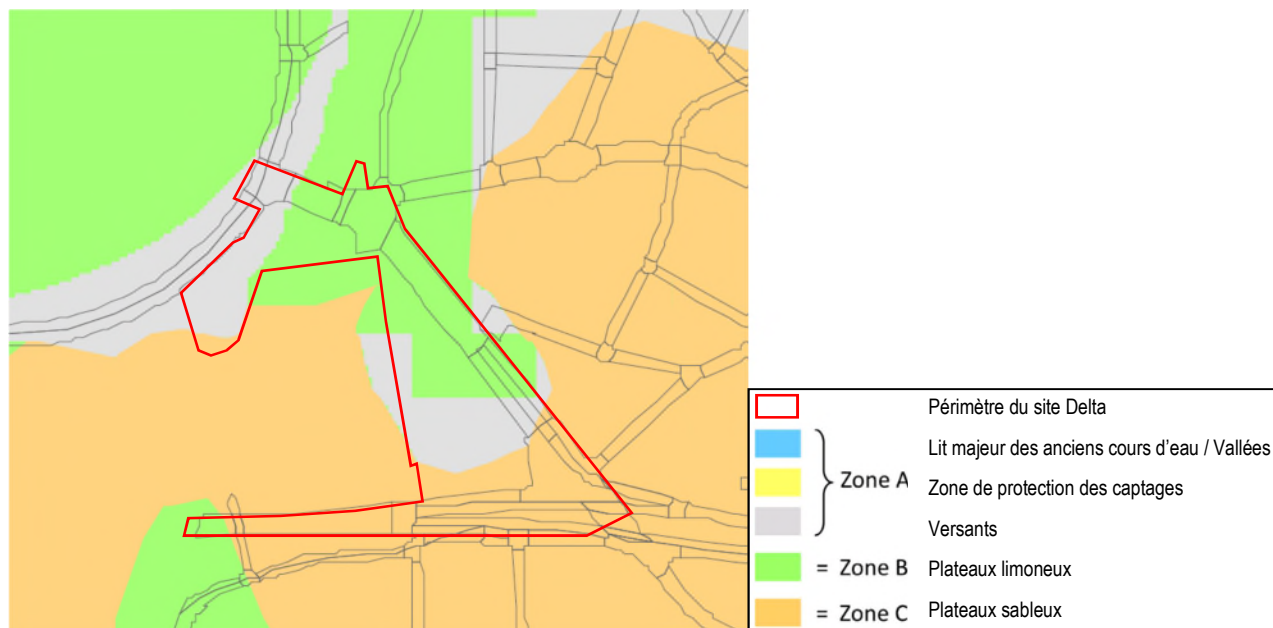 Périmètre du site Delta
Lit majeur des anciens cours d'eau / Vallées
Zone A Zone de protection des captages
Versants
= Zone B Plateaux limoneux
= Zone C Plateaux sableux